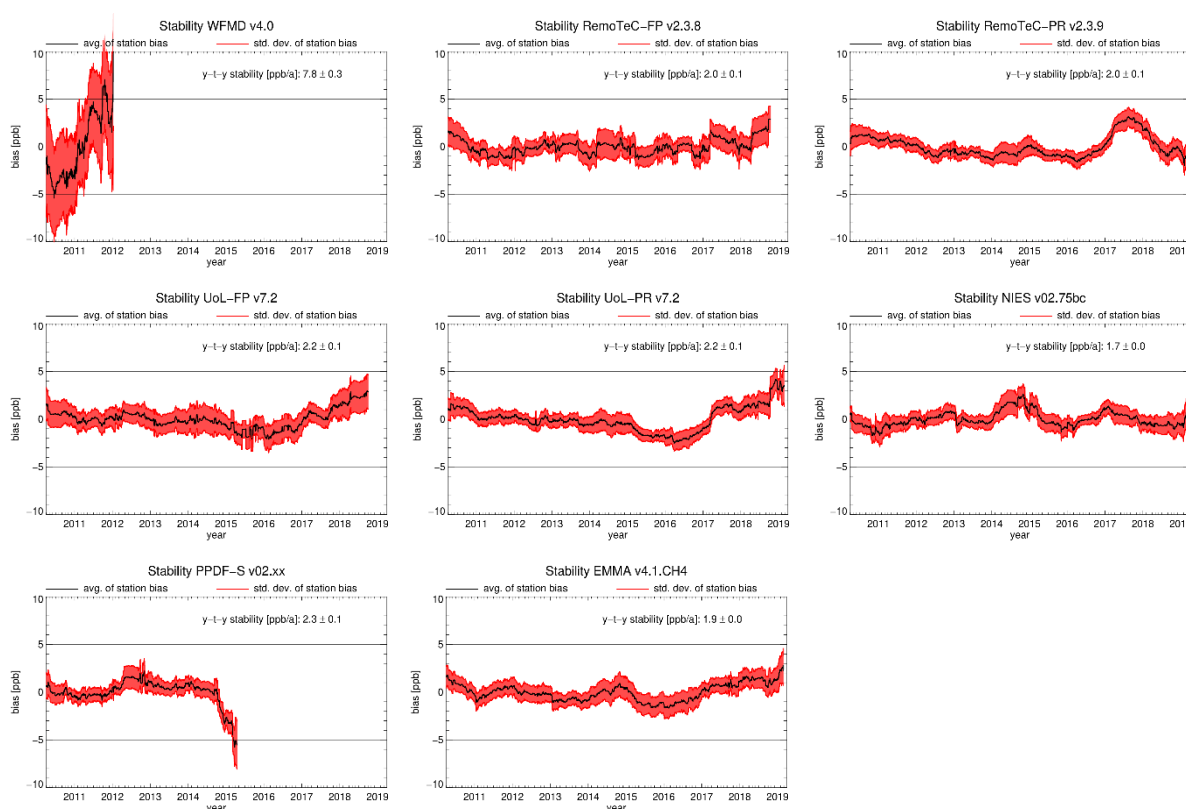 Stability WFMD v4.0
avg. of station bias std. dev. of station bias
y-t-y stability [ppb/a]: 7.8 ± 0.3
10
5
0
−5
−10
bias [ppb]
2011 2012 2013 2014 2015 2016 2017 2018 2019
year
Stability RemoTeC-FP v2.3.8
avg. of station bias std. dev. of station bias
y-t-y stability [ppb/a]: 2.0 ± 0.1
10
5
0
−5
−10
bias [ppb]
2011 2012 2013 2014 2015 2016 2017 2018 2019
year
Stability RemoTeC-PR v2.3.9
avg. of station bias std. dev. of station bias
y-t-y stability [ppb/a]: 2.0 ± 0.1
10
5
0
−5
−10
bias [ppb]
2011 2012 2013 2014 2015 2016 2017 2018 201
year
Stability UoL-FP v7.2
avg. of station bias std. dev. of station bias
y-t-y stability [ppb/a]: 2.2 ± 0.1
10
5
0
−5
−10
bias [ppb]
2011 2012 2013 2014 2015 2016 2017 2018 2019
year
Stability UoL-PR v7.2
avg. of station bias std. dev. of station bias
y-t-y stability [ppb/a]: 2.2 ± 0.1
10
5
0
−5
−10
bias [ppb]
2011 2012 2013 2014 2015 2016 2017 2018 2019
year
Stability NIES v02.75bc
avg. of station bias std. dev. of station bias
y-t-y stability [ppb/a]: 1.7 ± 0.0
10
5
0
−5
−10
bias [ppb]
2011 2012 2013 2014 2015 2016 2017 2018 201
year
Stability PPDF-S v02.xx
avg. of station bias std. dev. of station bias
y-t-y stability [ppb/a]: 2.3 ± 0.1
10
5
0
−5
−10
bias [ppb]
2011 2012 2013 2014 2015 2016 2017 2018 2019
year
Stability EMMA v4.1.CH4
avg. of station bias std. dev. of station bias
y-t-y stability [ppb/a]: 1.9 ± 0.0
10
5
0
−5
−10
bias [ppb]
2011 2012 2013 2014 2015 2016 2017 2018 2019
year